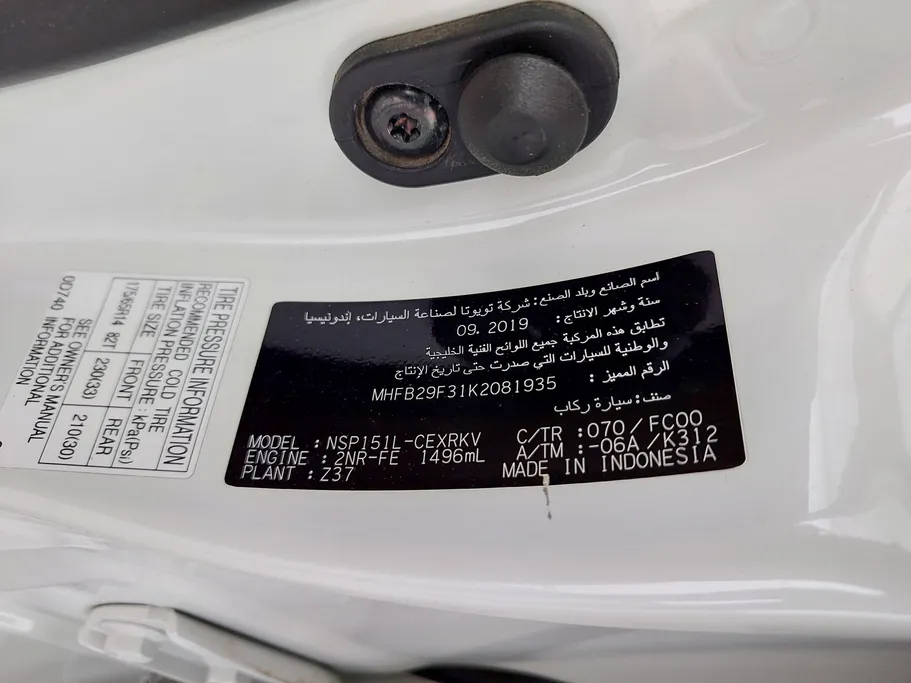 اسم الصانع وبلد الصنع: شركة تويوتا لصناعة السيارات، إندونيسيا
سنة وشهر الانتاج: 09. 2019
تطابق هذه المركبة جميع اللوائح الفنية الخليجية
والوطنية للسيارات التي صدرت حتى تاريخ الإنتاج
الرقم المميز: MHFB29F31K2081935
صنف: سيارة ركاب
MODEL : NSP151L-CEXRKV C/TR :070/FC00
ENGINE : 2NR-FE 1496mL A/TM :-06A /K312
PLANT : Z37 MADE IN INDONESIA
TIRE PRESSURE INFORMATION
RECOMMENDED COLD TIRE
INFLATION PRESSURE : kPa(Psi)
TIRE SIZE FRONT REAR
175/65R14 82T 230(33) 210(30)
SEE OWNER'S MANUAL
FOR ADDITIONAL
INFORMATION
0D740